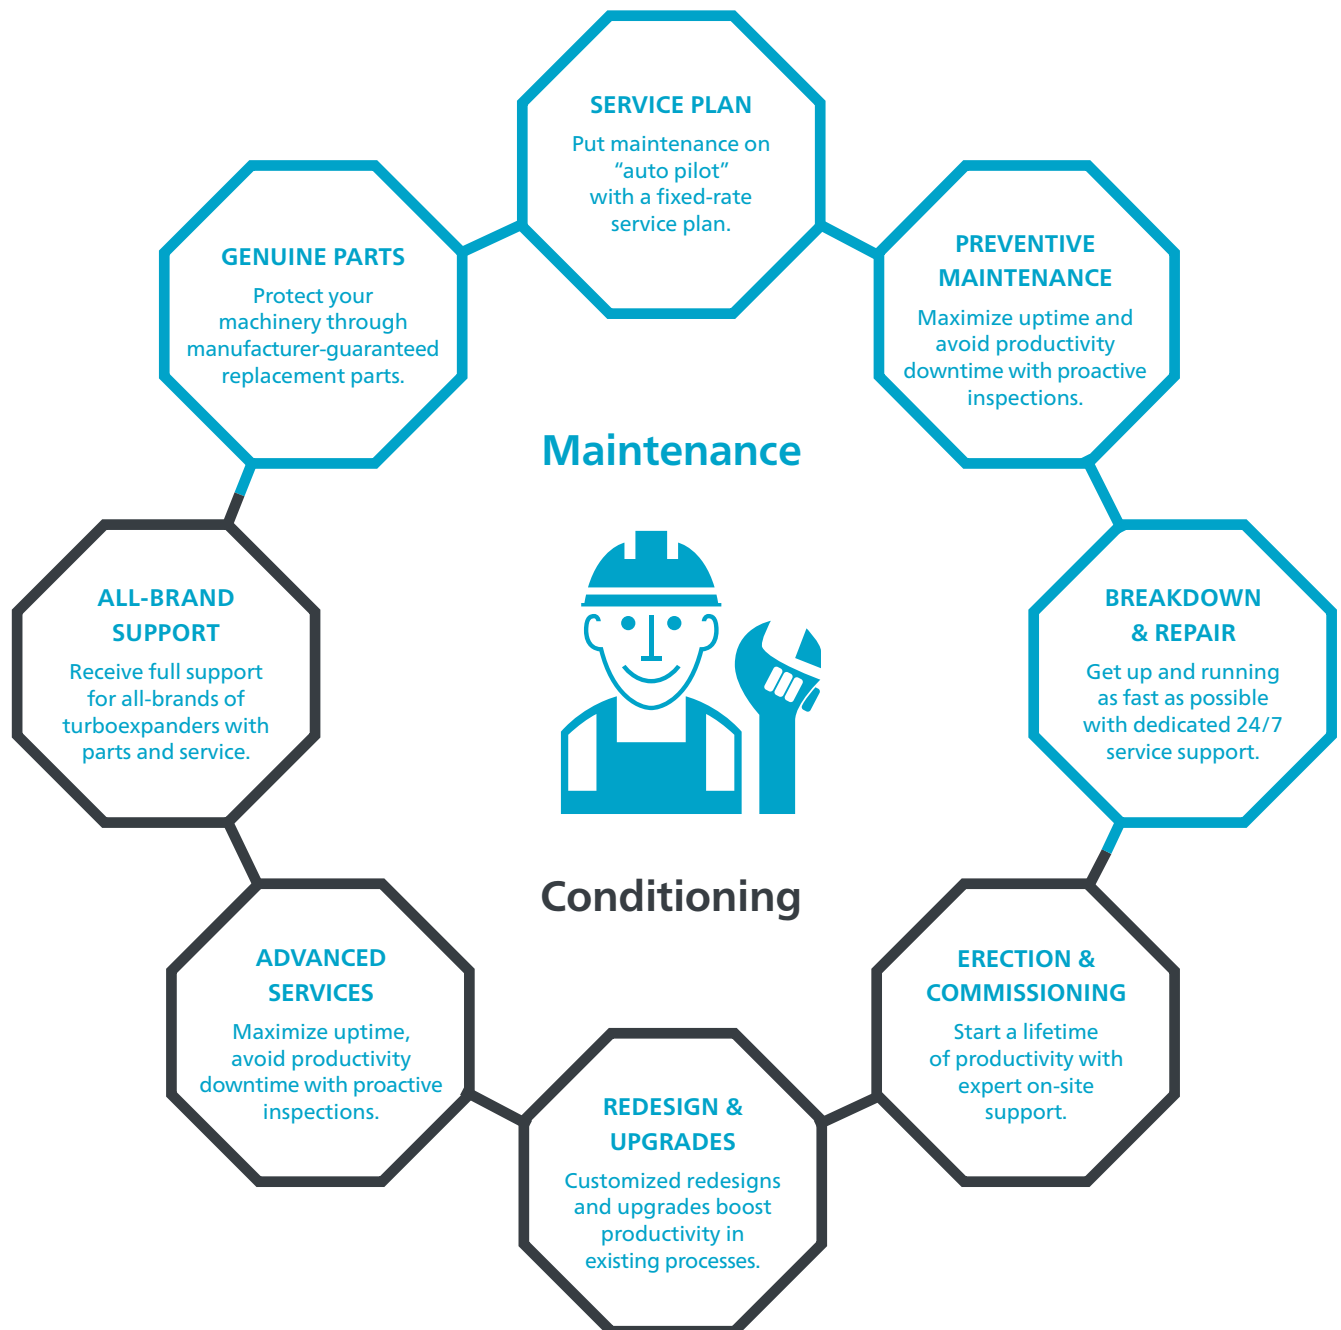 SERVICE PLAN
Put maintenance on
“auto pilot”
with a fixed-rate
service plan.
GENUINE PARTS
Protect your
machinery through
manufacturer-guaranteed
replacement parts.
PREVENTIVE
MAINTENANCE
Maximize uptime and
avoid productivity
downtime with proactive
inspections.
Maintenance
ALL-BRAND
SUPPORT
Receive full support
for all-brands of
turboexpanders with
parts and service.
BREAKDOWN
& REPAIR
Get up and running
as fast as possible
with dedicated 24/7
service support.
Conditioning
ADVANCED
SERVICES
Maximize uptime,
avoid productivity
downtime with proactive
inspections.
ERECTION &
COMMISSIONING
Start a lifetime
of productivity with
expert on-site
support.
REDESIGN &
UPGRADES
Customized redesigns
and upgrades boost
productivity in
existing processes.